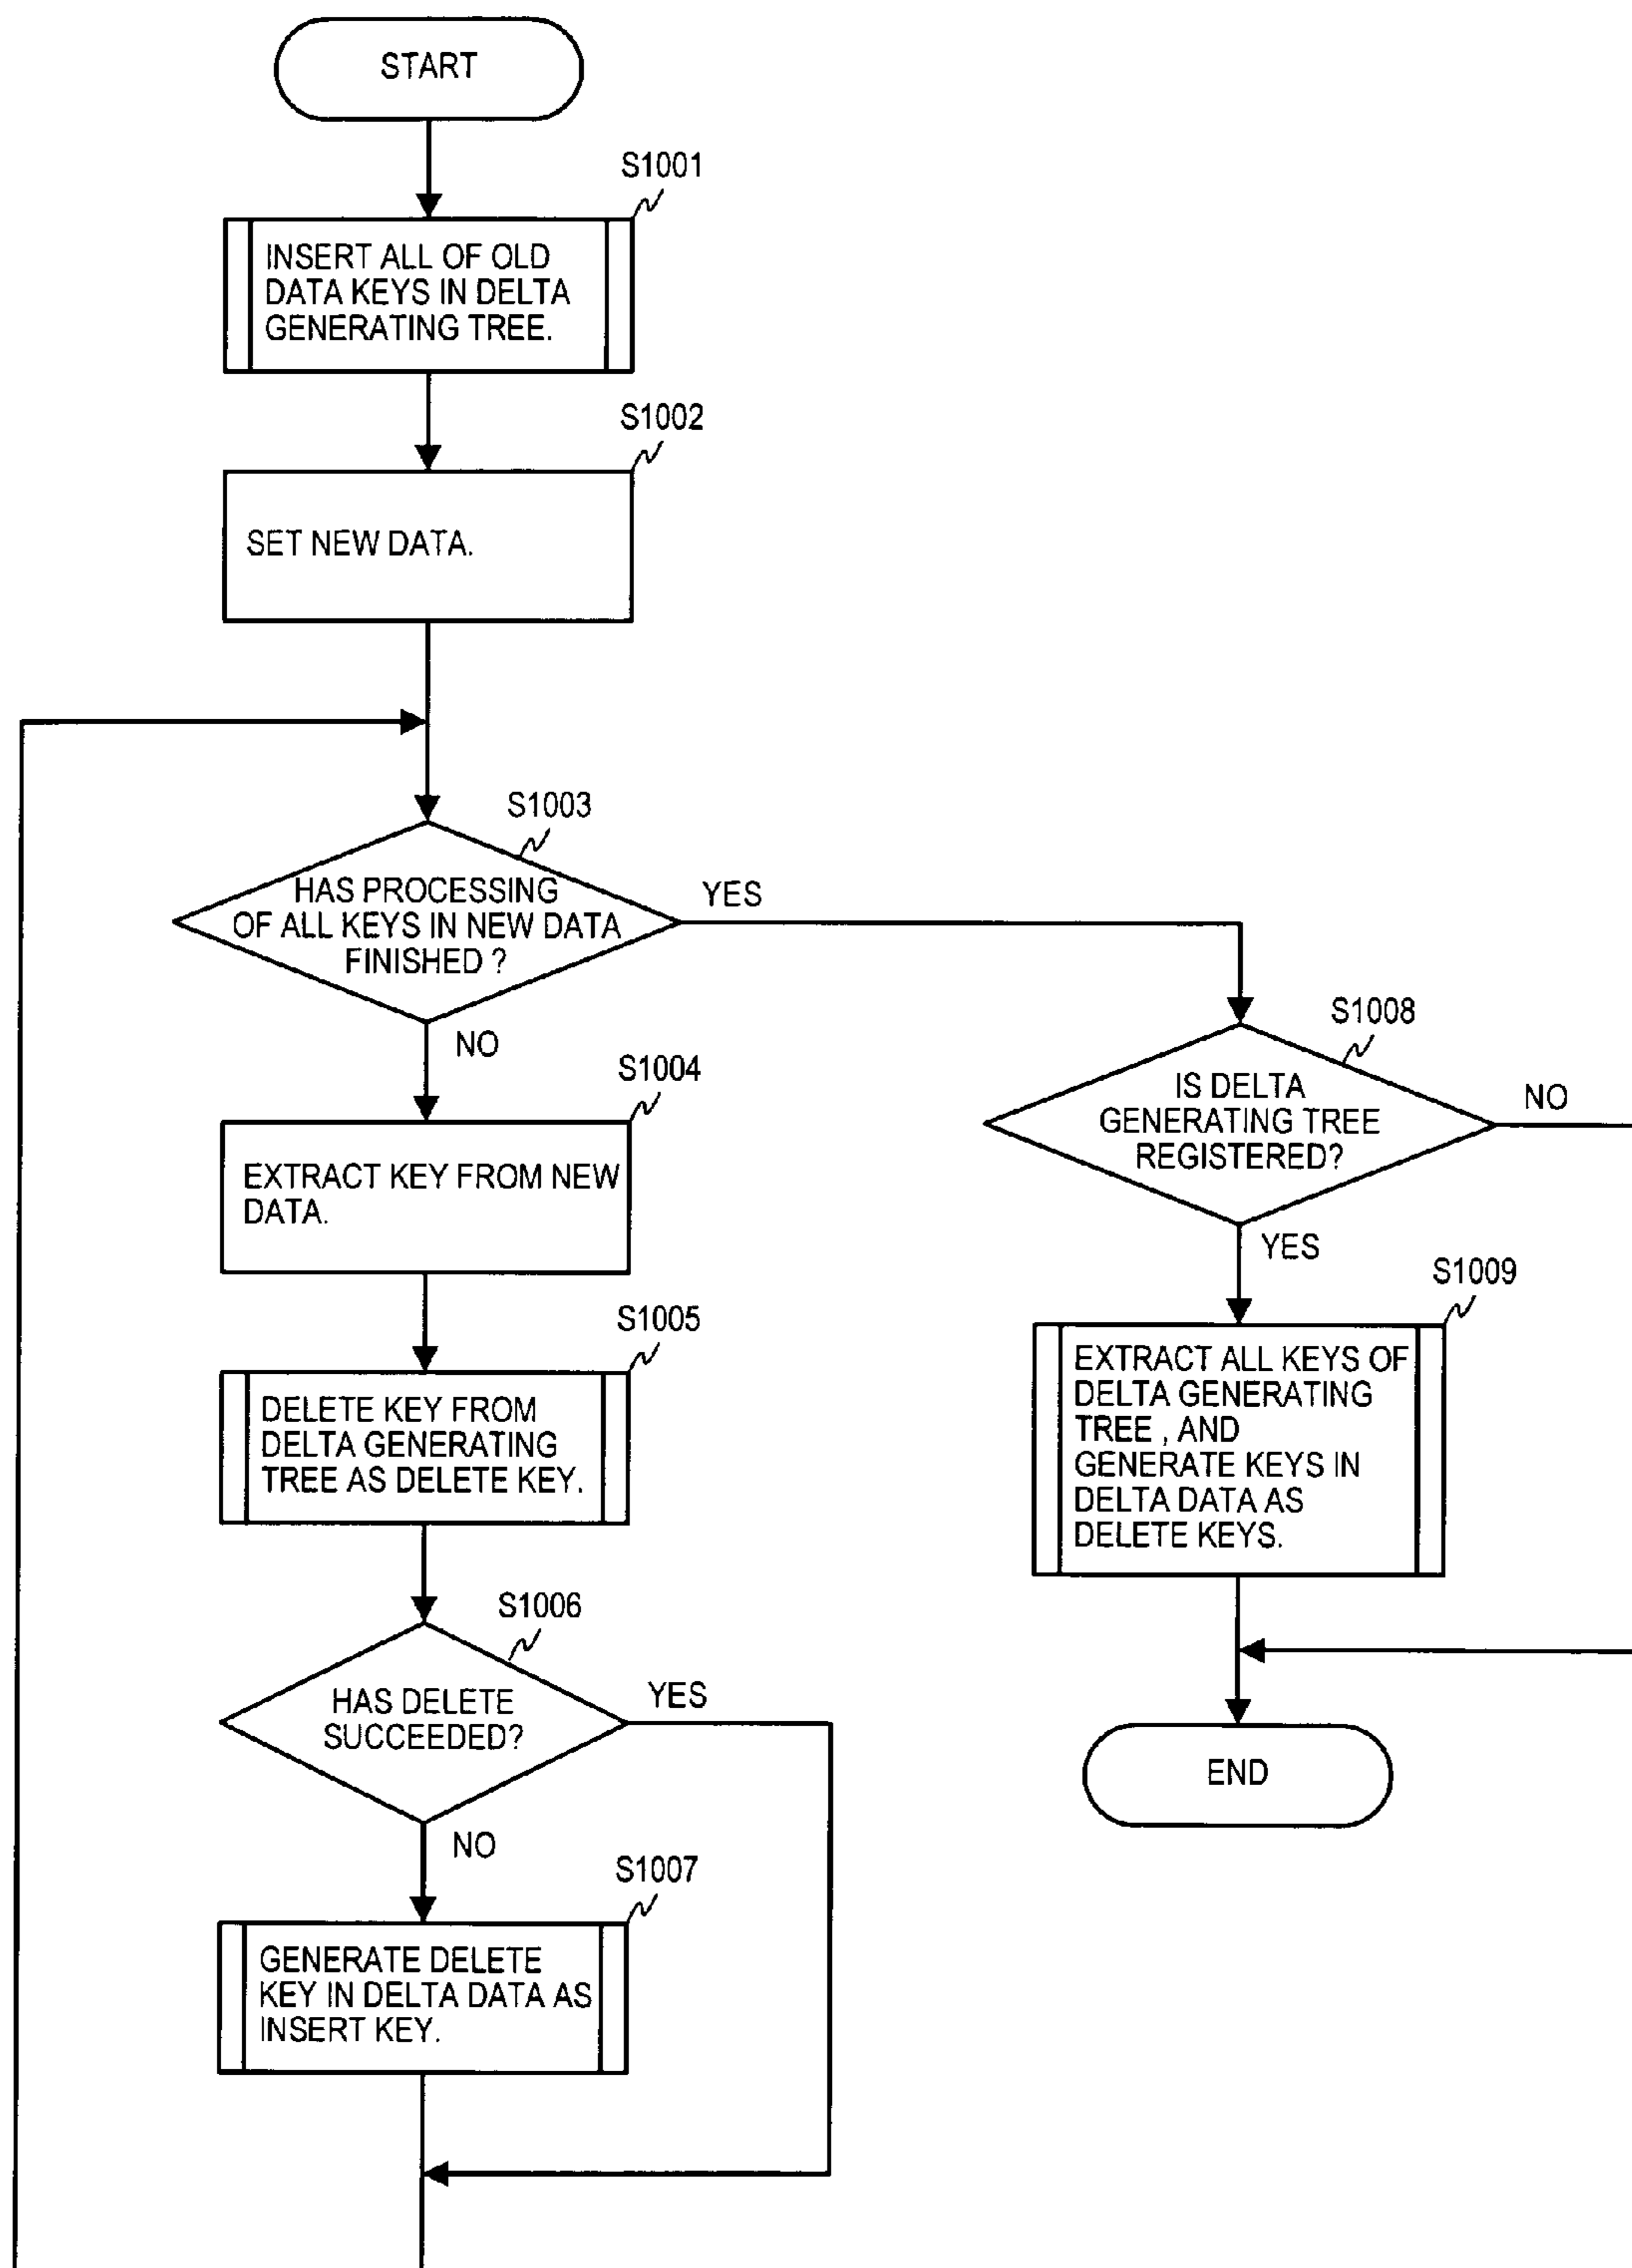 START
S1001
INSERT ALL OF OLD
DATA KEYS IN DELTA
GENERATING TREE.
S1002
SET NEW DATA.
S1003
HAS PROCESSING
OF ALL KEYS IN NEW DATA
FINISHED ?
YES
NO
S1004
EXTRACT KEY FROM NEW
DATA.
S1005
DELETE KEY FROM
DELTA GENERATING
TREE AS DELETE KEY.
S1006
HAS DELETE
SUCCEEDED?
YES
NO
S1007
GENERATE DELETE
KEY IN DELTA DATA AS
INSERT KEY.
S1008
IS DELTA
GENERATING TREE
REGISTERED?
NO
YES
S1009
EXTRACT ALL KEYS OF
DELTA GENERATING
TREE , AND
GENERATE KEYS IN
DELTA DATA AS
DELETE KEYS.
END